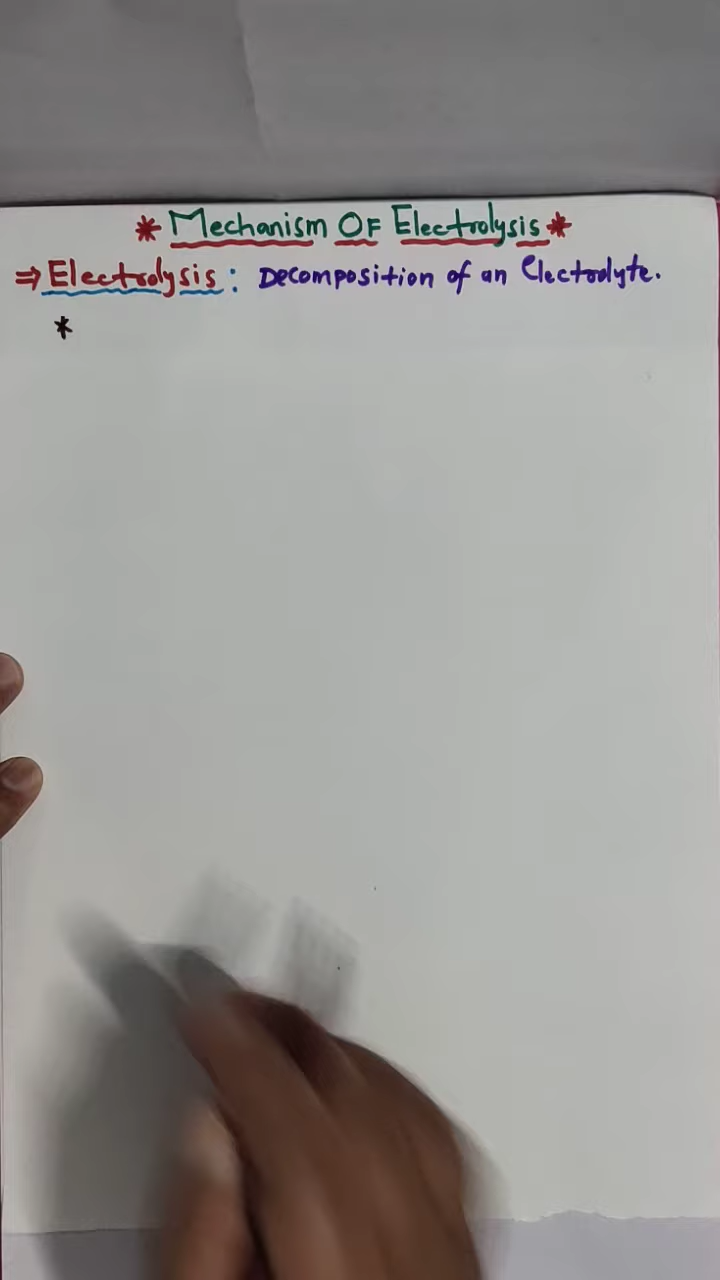 * Mechanism OF Electrolysis *
⇒ Electrolysis : Decomposition of an Electrolyte.
*